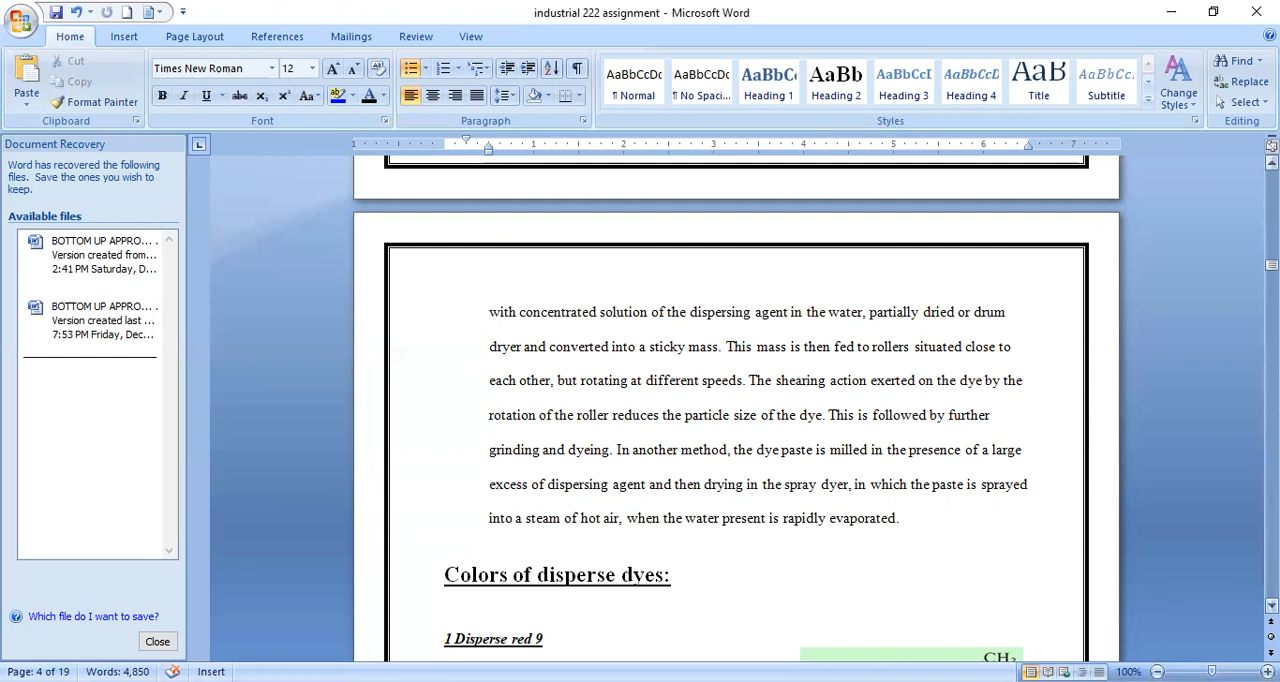 industrial 222 assignment - Microsoft Word
Home Insert Page Layout References Mailings Review View
Paste
Cut
Copy
Format Painter
Clipboard
Times New Roman 12
Font
Paragraph
AaBbCcDc AaBbCcDc AaBbC AaBb AaBbCcI AaBbCcD AaB AaBbCc.
¶ Normal ¶ No Spaci... Heading 1 Heading 2 Heading 3 Heading 4 Title Subtitle
Change
Styles
Styles
Find
Replace
Select
Editing
Document Recovery
Word has recovered the following
files. Save the ones you wish to
keep.
Available files
BOTTOM UP APPRO... .
Version created from...
2:41 PM Saturday, D...
BOTTOM UP APPRO... .
Version created last ...
7:53 PM Friday, Dec...
Which file do I want to save?
Close
1 1 2 3 4 5 6 7
with concentrated solution of the dispersing agent in the water, partially dried or drum
dryer and converted into a sticky mass. This mass is then fed to rollers situated close to
each other, but rotating at different speeds. The shearing action exerted on the dye by the
rotation of the roller reduces the particle size of the dye. This is followed by further
grinding and dyeing. In another method, the dye paste is milled in the presence of a large
excess of dispersing agent and then drying in the spray dyer, in which the paste is sprayed
into a steam of hot air, when the water present is rapidly evaporated.
Colors of disperse dyes:
1 Disperse red 9
CH3
Page: 4 of 19 Words: 4,850 Insert 100%